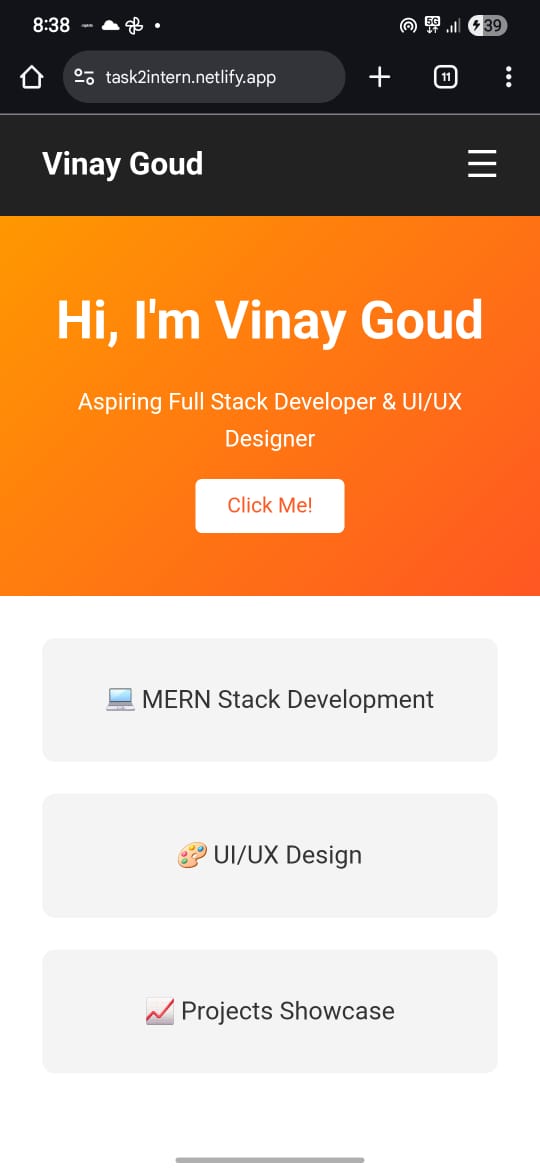 8:38
5G
39
task2intern.netlify.app
11
Vinay Goud
Hi, I'm Vinay Goud
Aspiring Full Stack Developer & UI/UX
Designer
Click Me!
💻 MERN Stack Development
🎨 UI/UX Design
📈 Projects Showcase